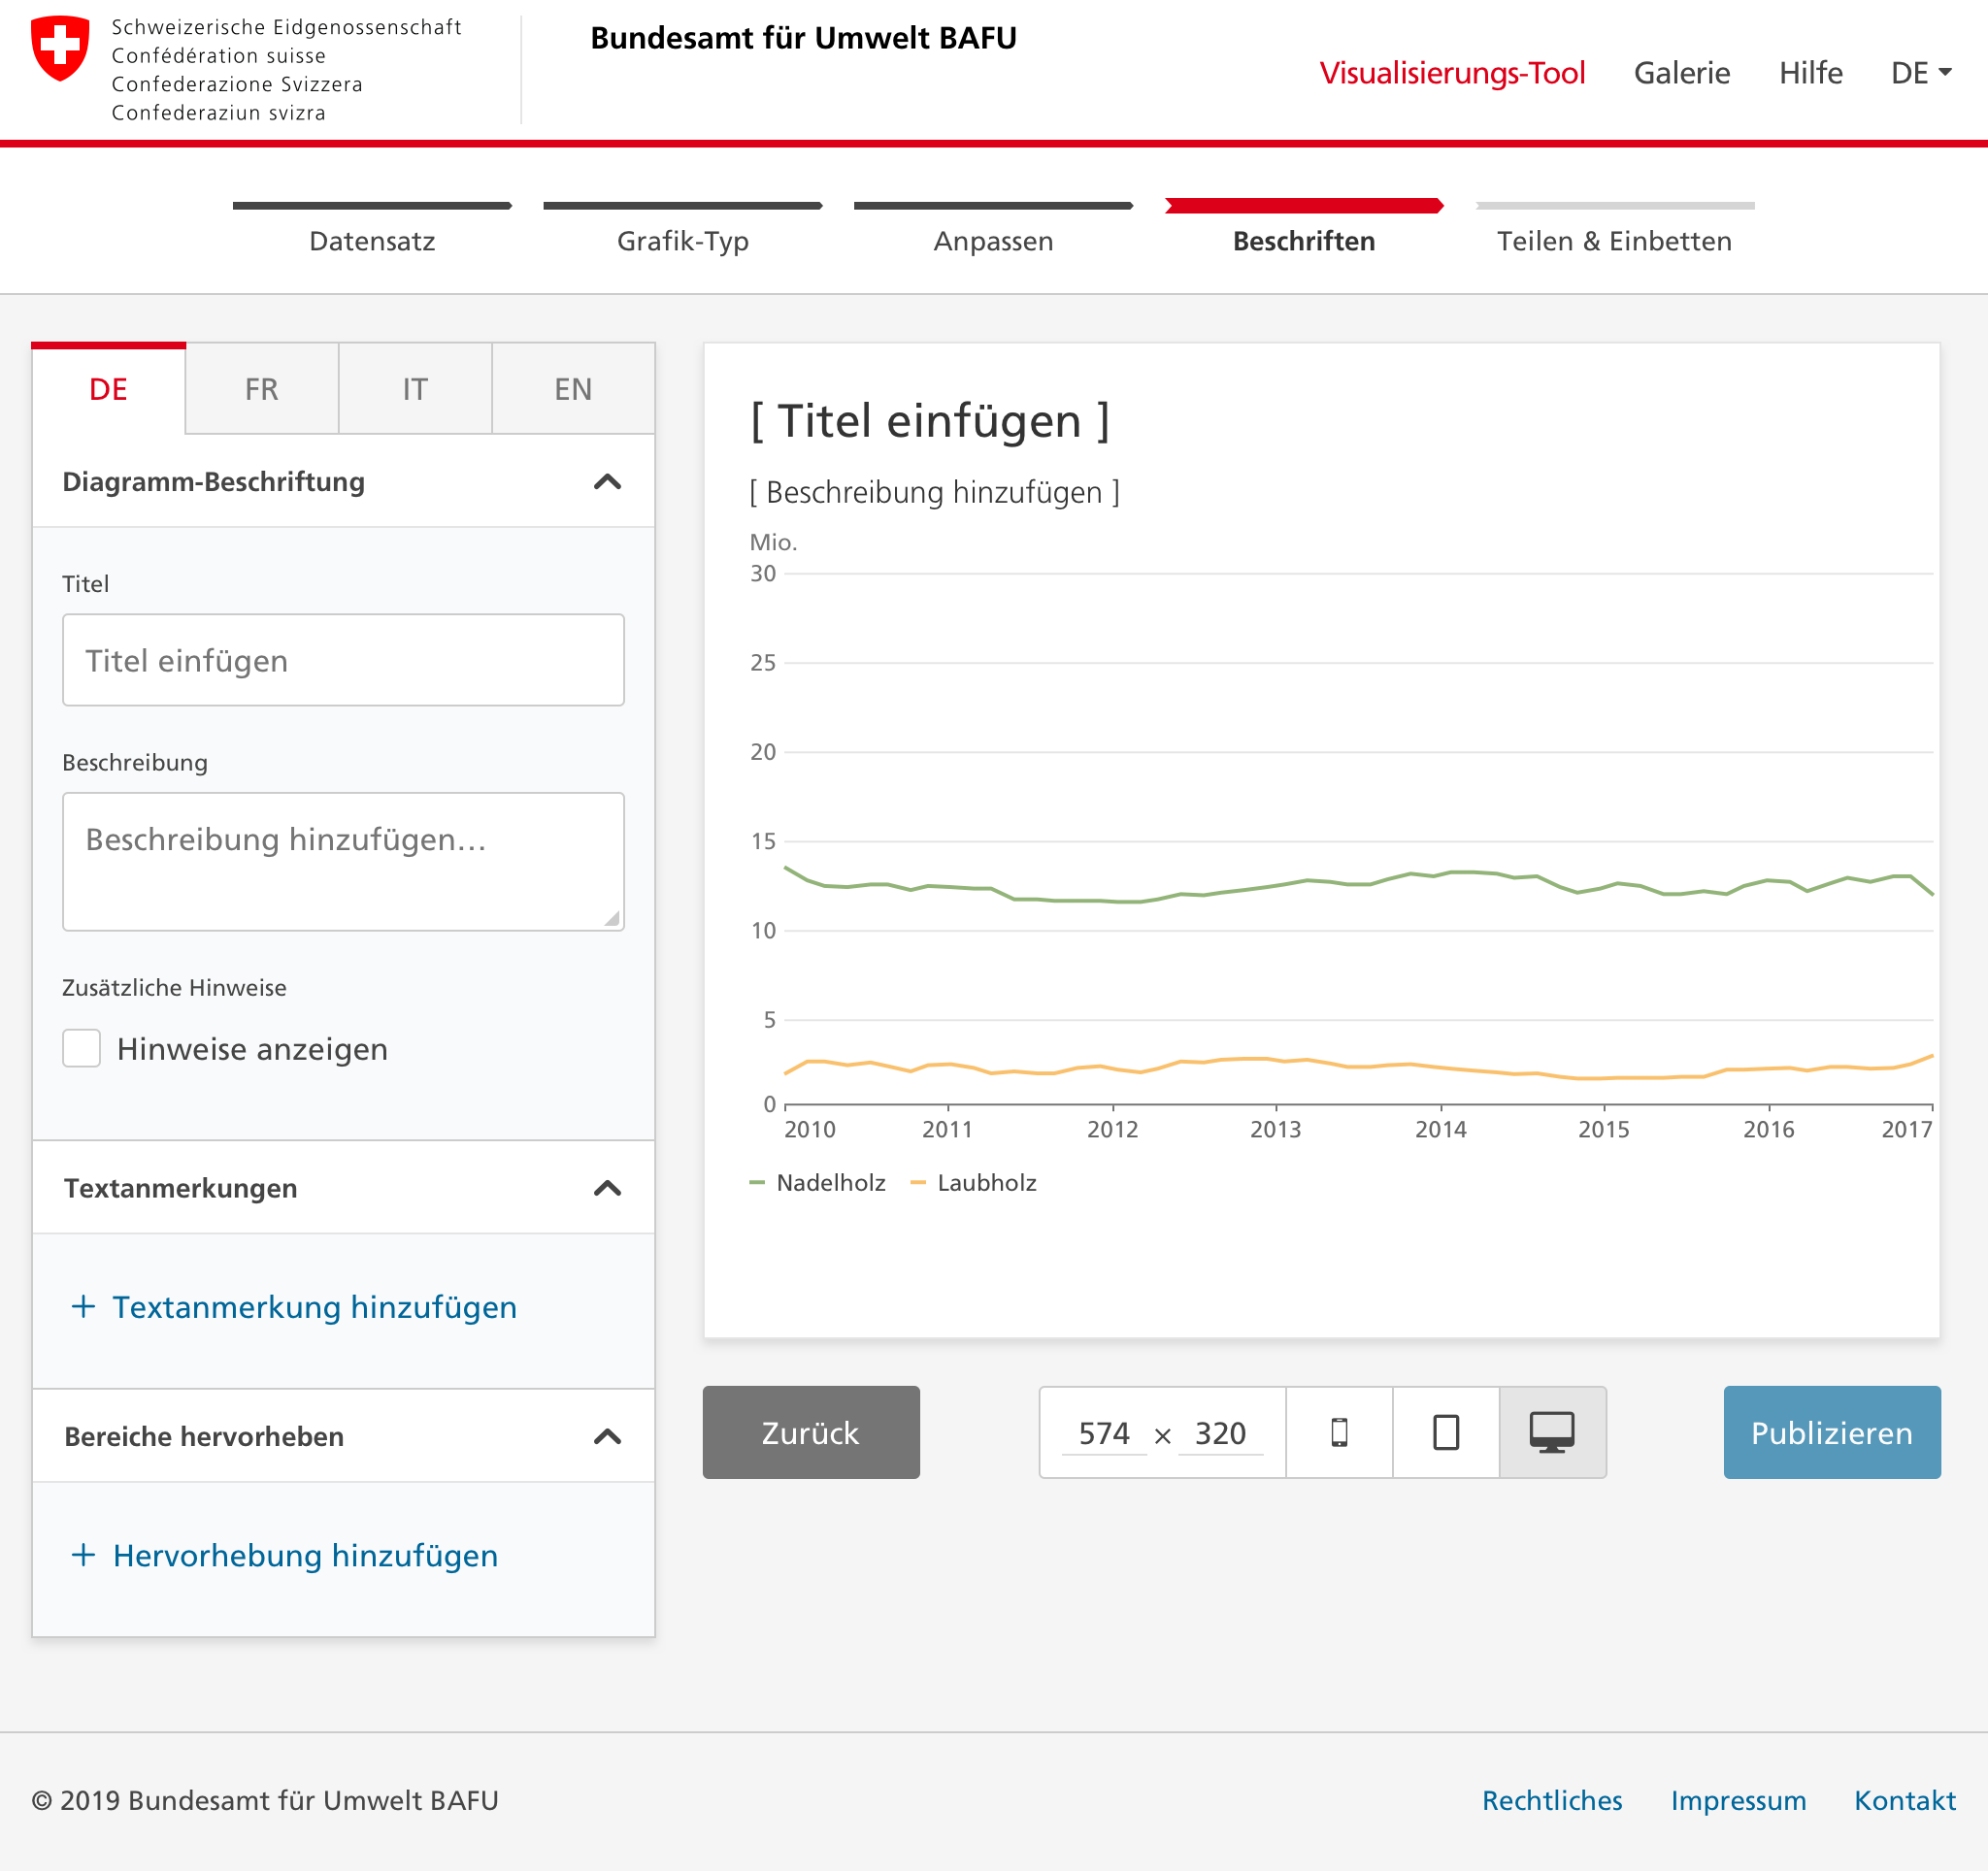 Schweizerische Eidgenossenschaft
Confédération suisse
Confederazione Svizzera
Confederaziun svizra
Bundesamt für Umwelt BAFU
Visualisierungs-Tool Galerie Hilfe DE
Datensatz Grafik-Typ Anpassen Beschriften Teilen & Einbetten
DE FR IT EN
Diagramm-Beschriftung
Titel
Titel einfügen
Beschreibung
Beschreibung hinzufügen...
Zusätzliche Hinweise
Hinweise anzeigen
Textanmerkungen
+ Textanmerkung hinzufügen
Bereiche hervorheben
+ Hervorhebung hinzufügen
[ Titel einfügen ]
[ Beschreibung hinzufügen ]
Mio.
30
25
20
15
10
5
0
2010 2011 2012 2013 2014 2015 2016 2017
Nadelholz Laubholz
Zurück
574 × 320
Publizieren
© 2019 Bundesamt für Umwelt BAFU
Rechtliches Impressum Kontakt